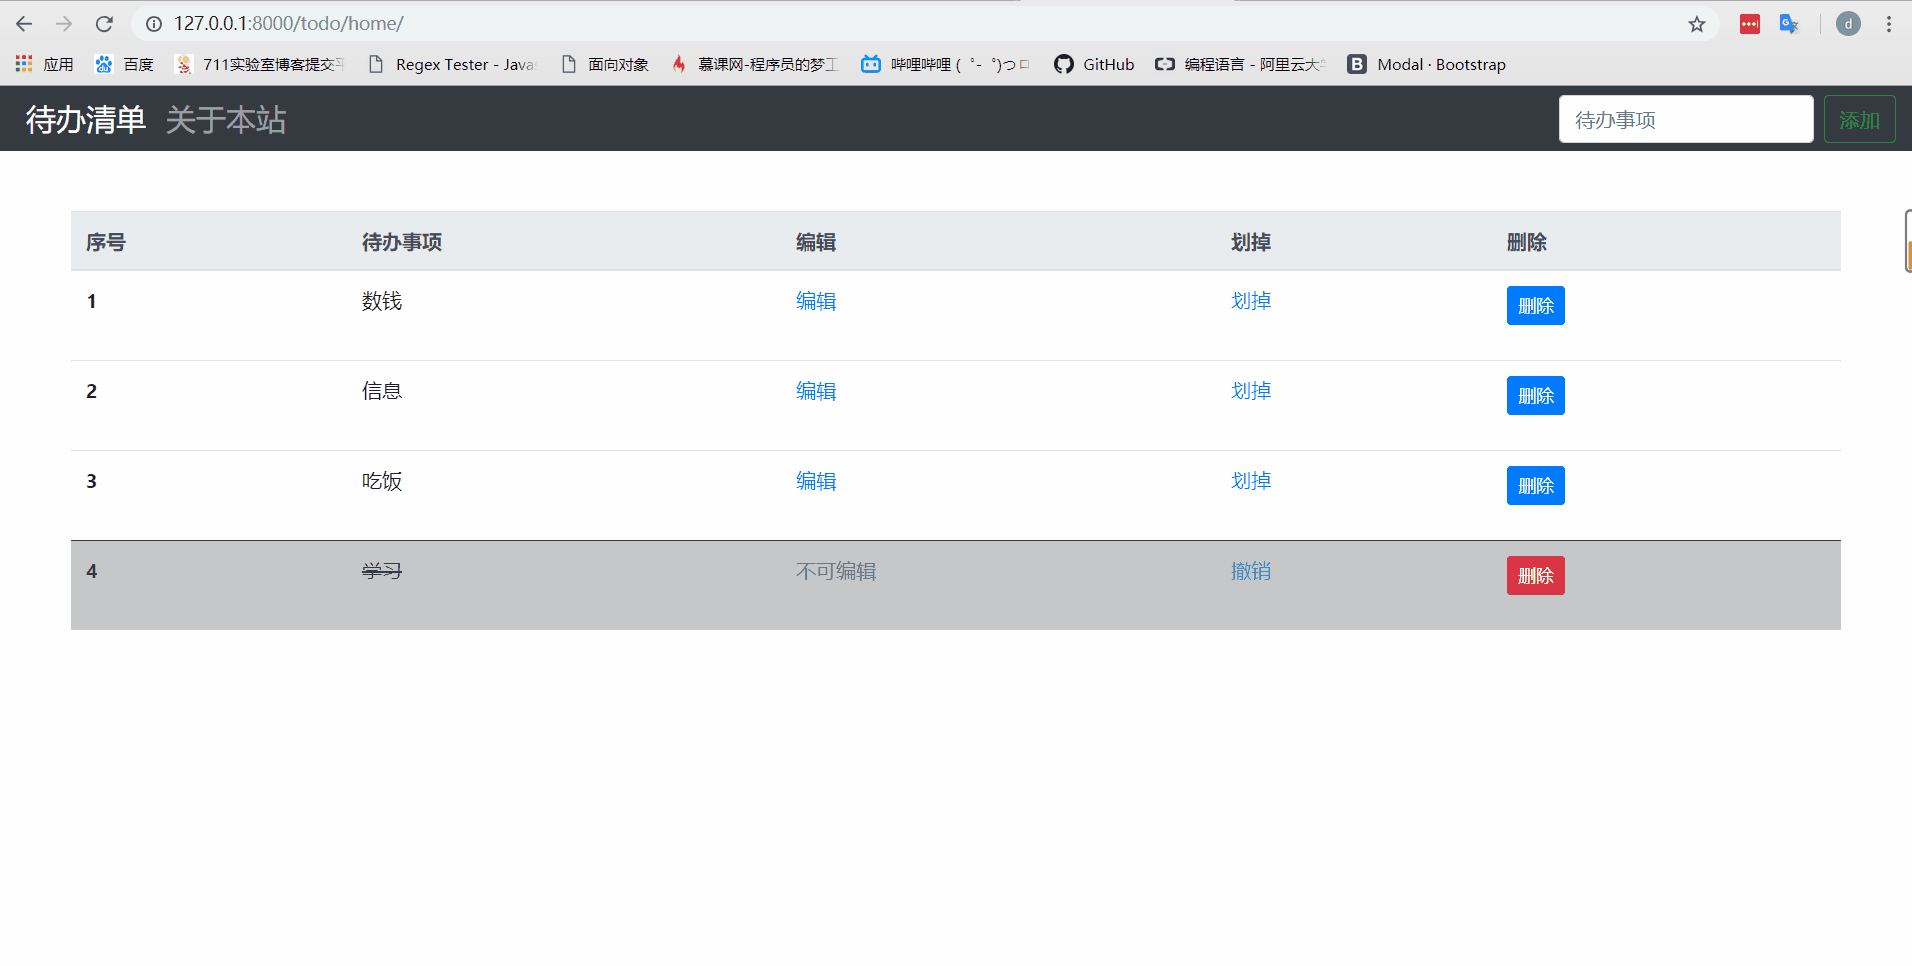 127.0.0.1:8000/todo/home/ d
应用 百度 711实验室博客提交平 Regex Tester - Javas 面向对象 慕课网-程序员的梦工 哔哩哔哩 ( ゜- ゜)つロ GitHub 编程语言 - 阿里云大学 B Modal · Bootstrap
待办清单 关于本站 待办事项 添加
序号 待办事项 编辑 划掉 删除
1 数钱 编辑 划掉 删除
2 信息 编辑 划掉 删除
3 吃饭 编辑 划掉 删除
4 学习 不可编辑 撤销 删除